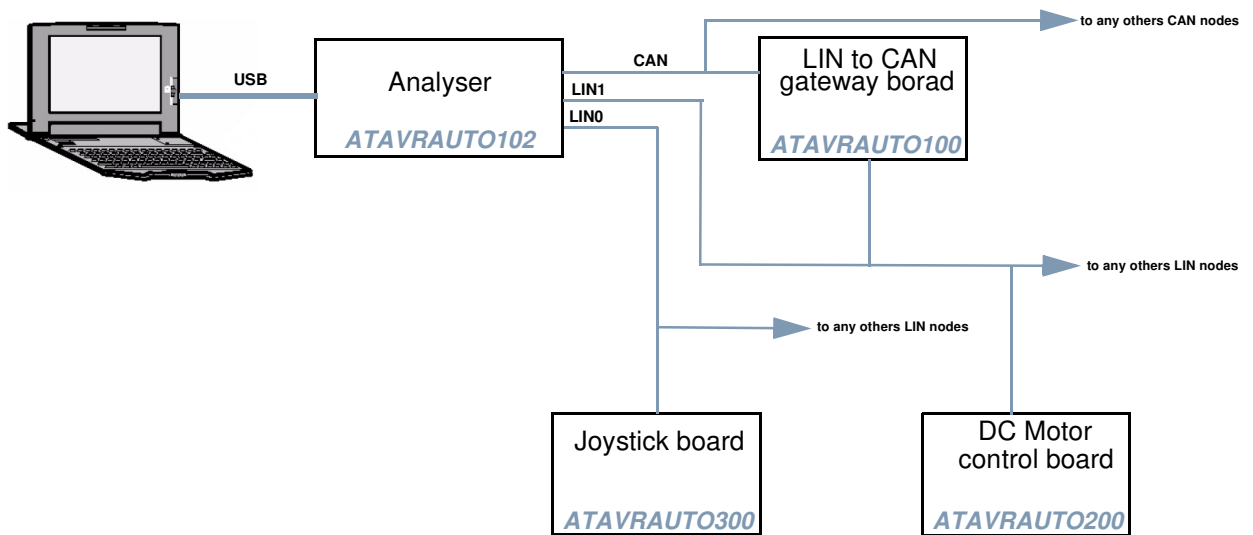 to any others CAN nodes
USB
Analyser
ATAVRAUTO102
CAN
LIN1
LIN0
LIN to CAN
gateway borad
ATAVRAUTO100
to any others LIN nodes
to any others LIN nodes
Joystick board
ATAVRAUTO300
DC Motor
control board
ATAVRAUTO200